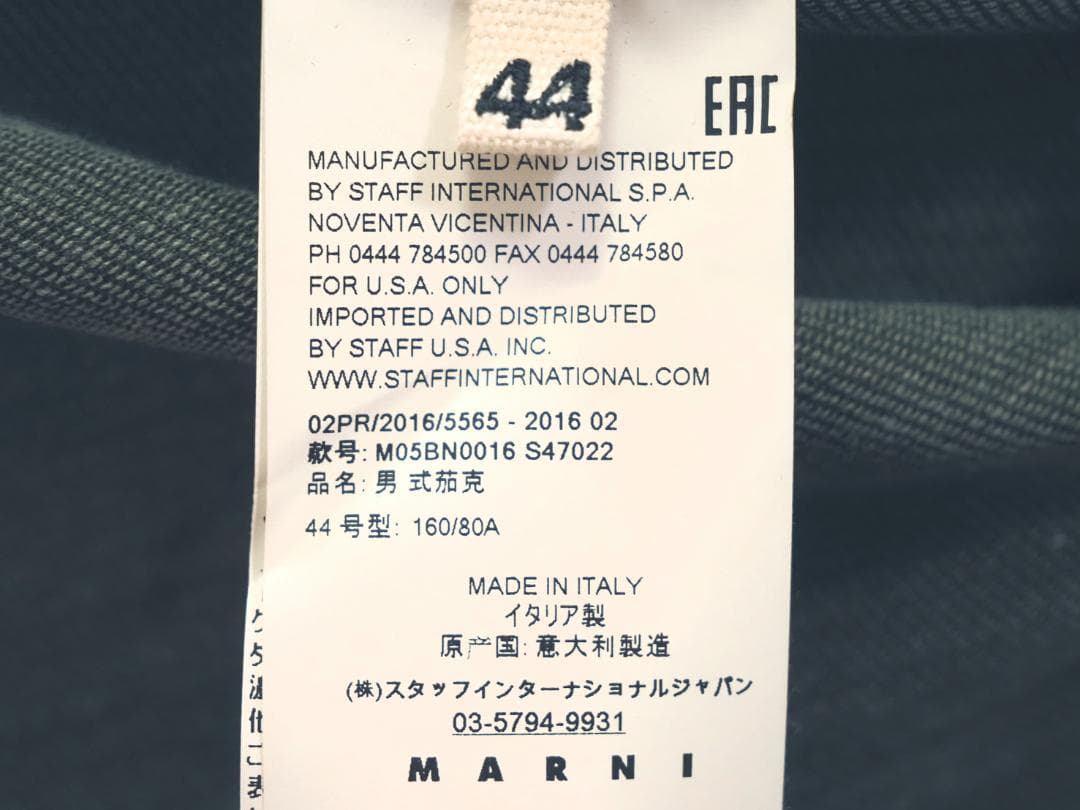 44
EAC
MANUFACTURED AND DISTRIBUTED
BY STAFF INTERNATIONAL S.P.A.
NOVENTA VICENTINA - ITALY
PH 0444 784500 FAX 0444 784580
FOR U.S.A. ONLY
IMPORTED AND DISTRIBUTED
BY STAFF U.S.A. INC.
WWW.STAFFINTERNATIONAL.COM
02PR/2016/5565 - 2016 02
款号: M05BN0016 S47022
品名: 男 式茄克
44 号型: 160/80A
MADE IN ITALY
イタリア製
原产国: 意大利製造
(株)スタッフインターナショナルジャパン
03-5794-9931
MARNI